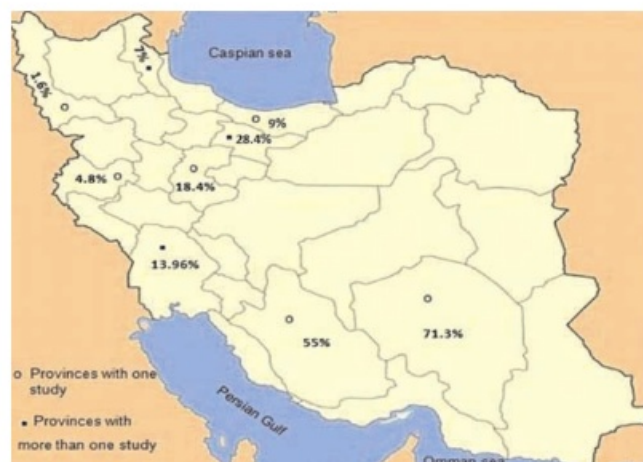 Caspian sea
7%
1.6%
9%
28.4%
4.8%
18.4%
13.96%
71.3%
55%
Provinces with one
study
Persian Gulf
Provinces with
more than one study
Omman sea